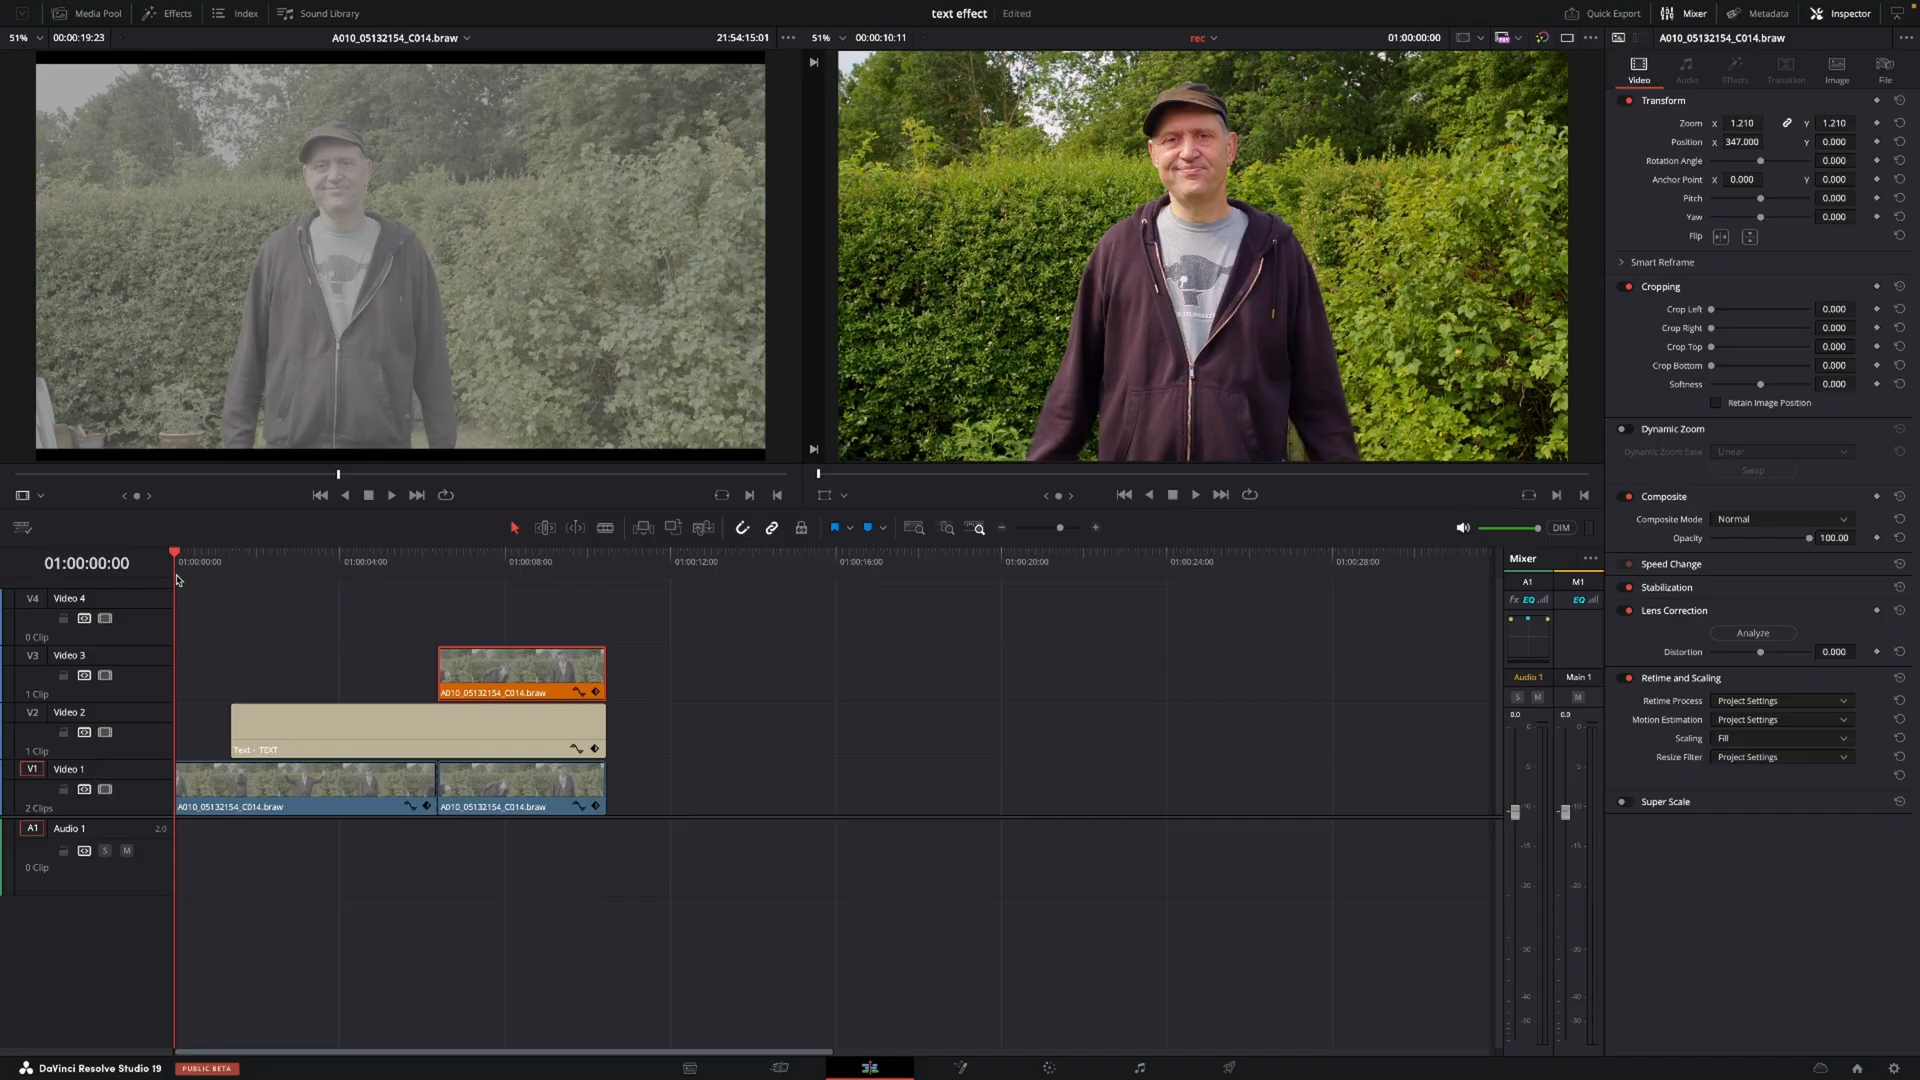 Media Pool Effects Index Sound Library text effect Edited Quick Export Mixer Metadata Inspector
51% 00:00:19:23 A010_05132154_C014.braw 21:54:15:01 51% 00:00:10:11 rec 01:00:00:00 A010_05132154_C014.braw
Video Audio Effects Transition Image File
Transform
Zoom X 1.210 Y 1.210
Position X 347.000 Y 0.000
Rotation Angle 0.000
Anchor Point X 0.000 Y 0.000
Pitch 0.000
Yaw 0.000
Flip
Smart Reframe
Cropping
Crop Left 0.000
Crop Right 0.000
Crop Top 0.000
Crop Bottom 0.000
Softness 0.000
Retain Image Position
Dynamic Zoom
Dynamic Zoom Ease Linear
Swap
Composite
Composite Mode Normal
Opacity 100.00
Speed Change
Stabilization
Lens Correction
Analyze
Distortion 0.000
Retime and Scaling
Retime Process Project Settings
Motion Estimation Project Settings
Scaling Fill
Resize Filter Project Settings
Super Scale
DIM
01:00:00:00 01:00:00:00 01:00:04:00 01:00:08:00 01:00:12:00 01:00:16:00 01:00:20:00 01:00:24:00 01:00:28:00
V4 Video 4
0 Clip
V3 Video 3
1 Clip
A010_05132154_C014.braw
V2 Video 2
1 Clip
Text - TEXT
V1 Video 1
2 Clips
A010_05132154_C014.braw A010_05132154_C014.braw
A1 Audio 1 2.0
S M
0 Clip
Mixer
A1 M1
fx EQ EQ
Audio 1 Main 1
S M M
0.0 0.0
DaVinci Resolve Studio 19 PUBLIC BETA